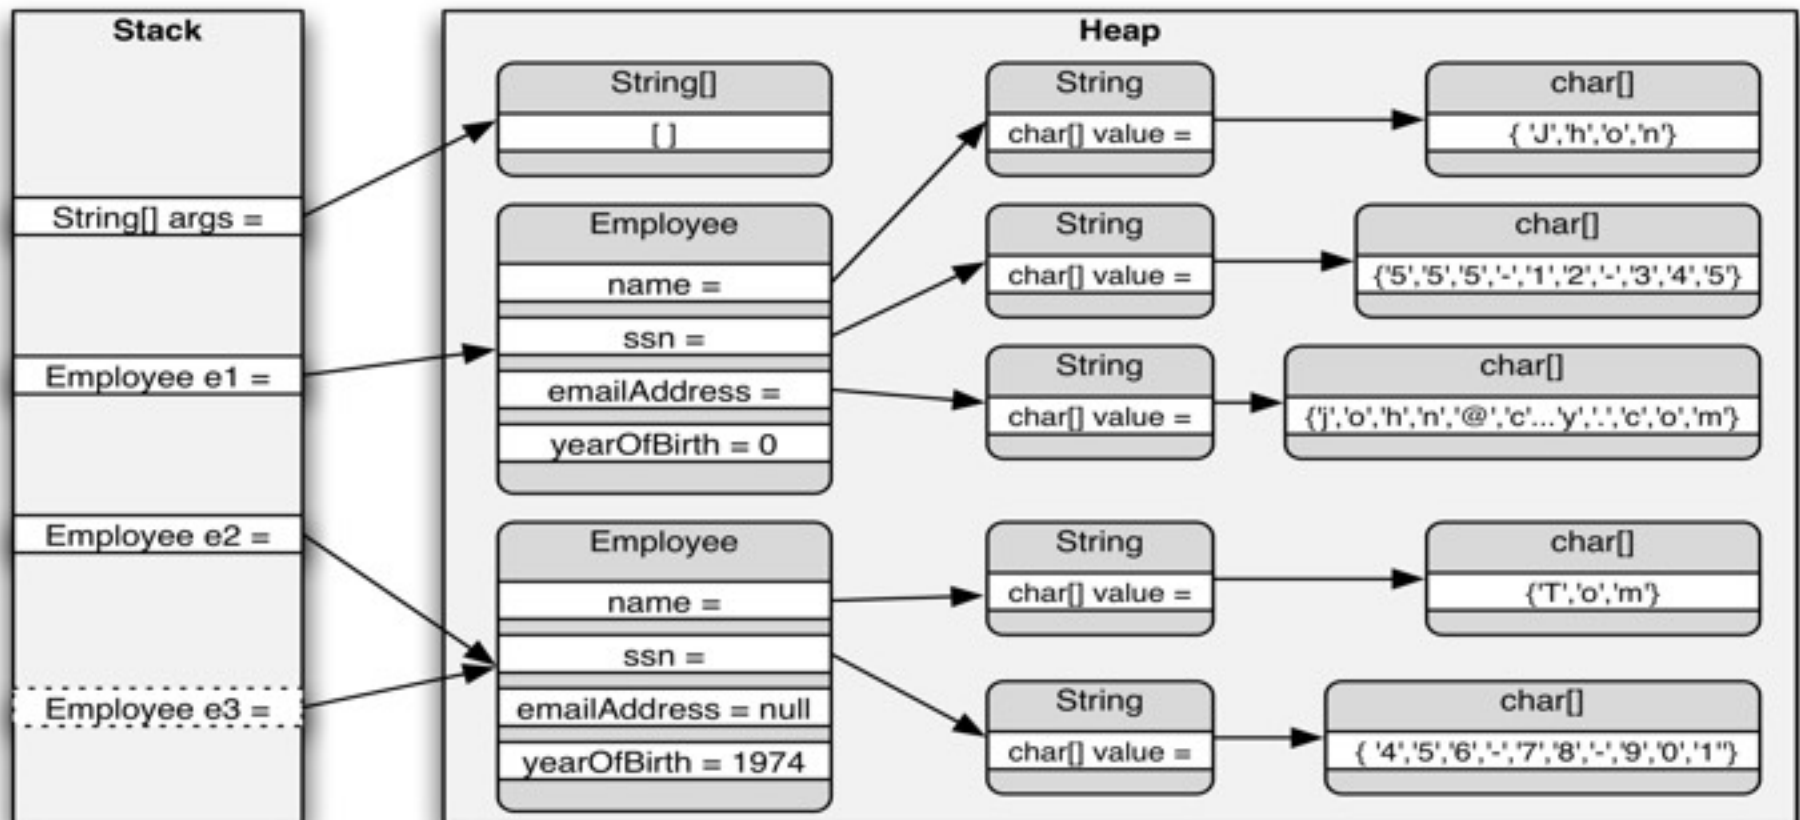 Stack
String[] args =
Employee e1 =
Employee e2 =
Employee e3 =
Heap
String[]
[ ]
Employee
name =
ssn =
emailAddress =
yearOfBirth = 0
Employee
name =
ssn =
emailAddress = null
yearOfBirth = 1974
String
char[] value =
char[]
{ 'J','h','o','n'}
String
char[] value =
char[]
{'5','5','5','-','1','2','-','3','4','5'}
String
char[] value =
char[]
{'j','o','h','n','@','c'...'y','.','c','o','m'}
String
char[] value =
char[]
{'T','o','m'}
String
char[] value =
char[]
{ '4','5','6','-','7','8','-','9','0','1"}